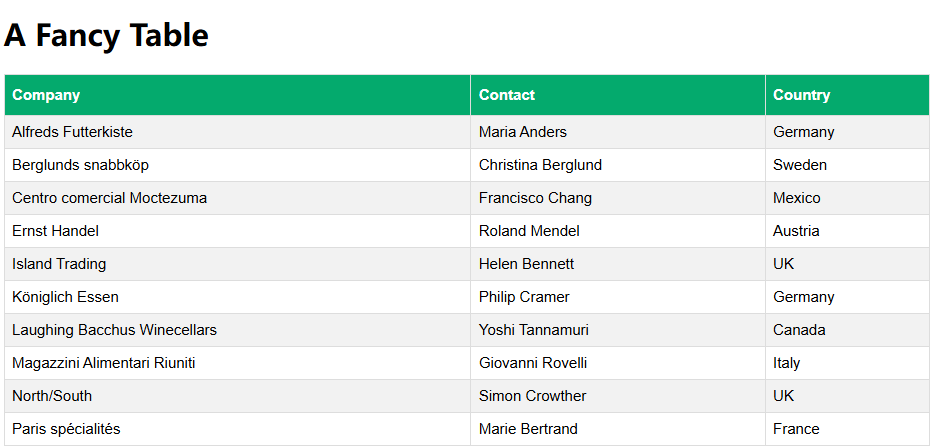 A Fancy Table
Company Contact Country
Alfreds Futterkiste Maria Anders Germany
Berglunds snabbköp Christina Berglund Sweden
Centro comercial Moctezuma Francisco Chang Mexico
Ernst Handel Roland Mendel Austria
Island Trading Helen Bennett UK
Königlich Essen Philip Cramer Germany
Laughing Bacchus Winecellars Yoshi Tannamuri Canada
Magazzini Alimentari Riuniti Giovanni Rovelli Italy
North/South Simon Crowther UK
Paris spécialités Marie Bertrand France